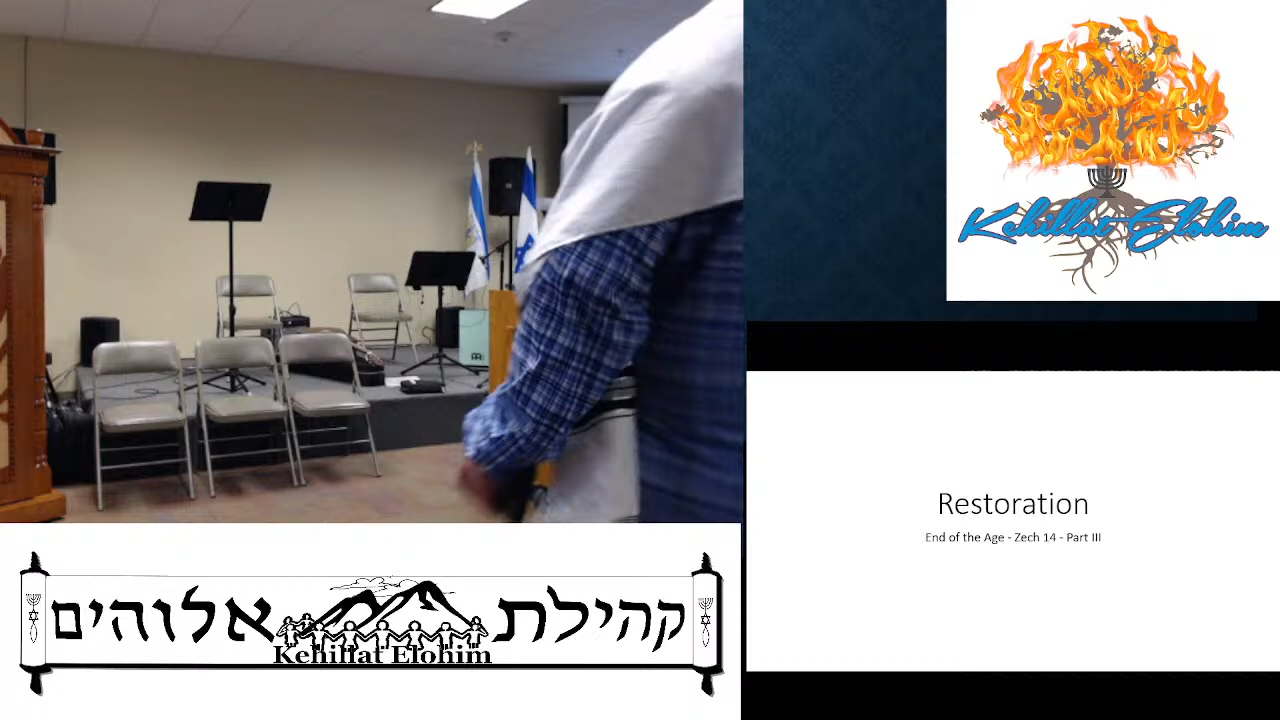 Kehillat Elohim
Restoration
End of the Age - Zech 14 - Part III
קהילת אלוהים
Kehillat Elohim